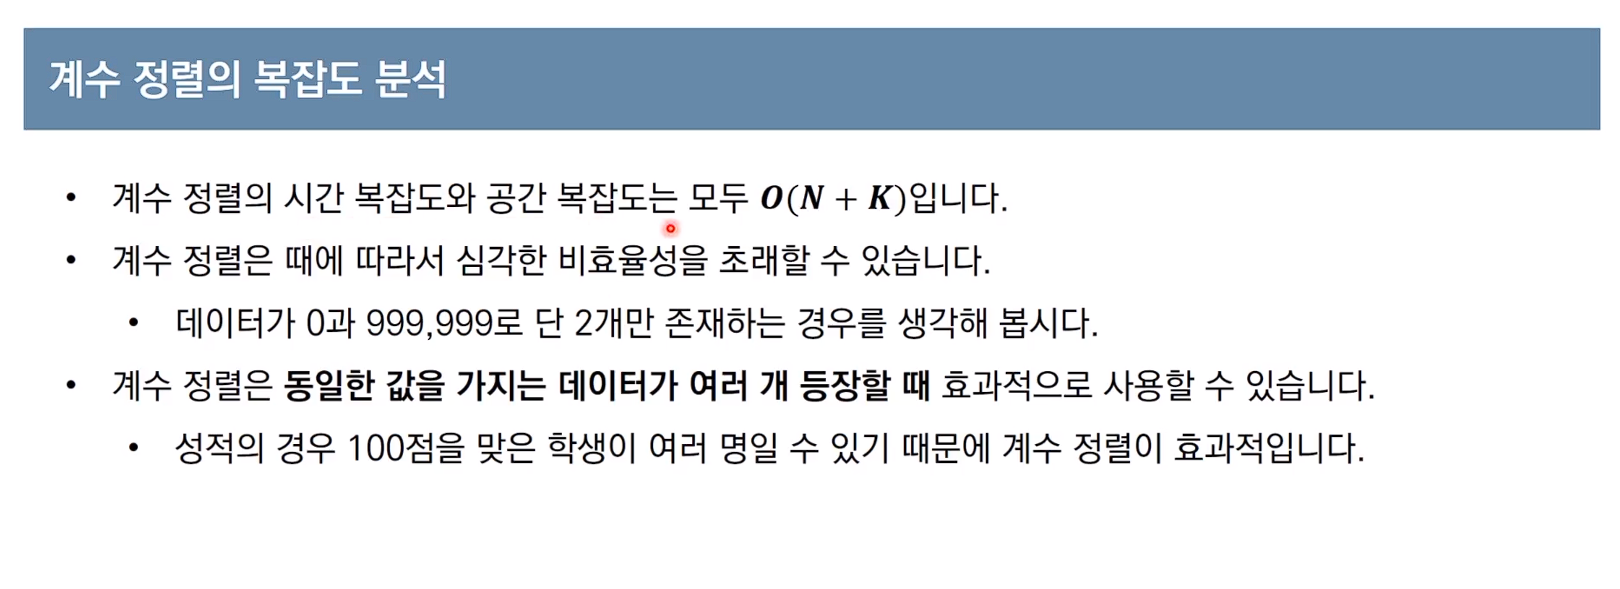 계수 정렬의 복잡도 분석
• 계수 정렬의 시간 복잡도와 공간 복잡도는 모두 O(N + K)입니다.
• 계수 정렬은 때에 따라서 심각한 비효율성을 초래할 수 있습니다.
• 데이터가 0과 999,999로 단 2개만 존재하는 경우를 생각해 봅시다.
• 계수 정렬은 동일한 값을 가지는 데이터가 여러 개 등장할 때 효과적으로 사용할 수 있습니다.
• 성적의 경우 100점을 맞은 학생이 여러 명일 수 있기 때문에 계수 정렬이 효과적입니다.